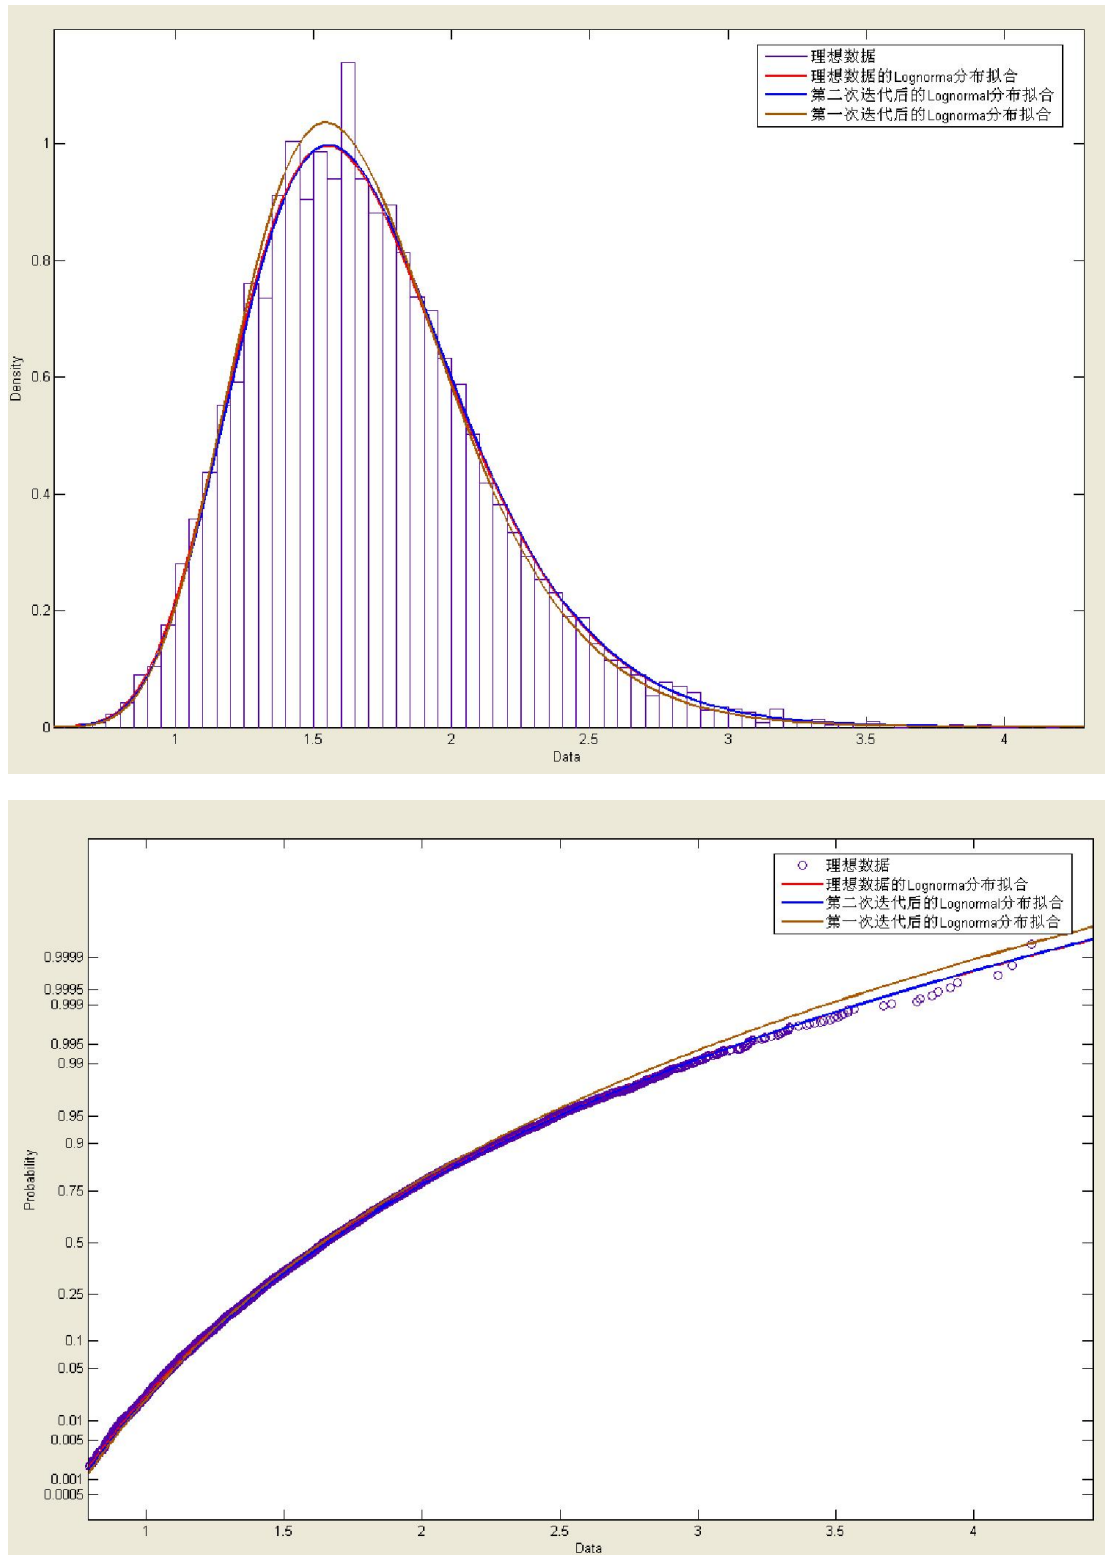 理想数据
理想数据的Lognorma分布拟合
第二次迭代后的Lognormal分布拟合
第一次迭代后的Lognorma分布拟合
1
0.8
0.6
0.4
0.2
0
Density
1 1.5 2 2.5 3 3.5 4
Data
理想数据
理想数据的Lognorma分布拟合
第二次迭代后的Lognormal分布拟合
第一次迭代后的Lognorma分布拟合
0.9999
0.9995
0.999
0.995
0.99
0.95
0.9
0.75
0.5
0.25
0.1
0.05
0.01
0.005
0.001
0.0005
Probability
1 1.5 2 2.5 3 3.5 4
Data